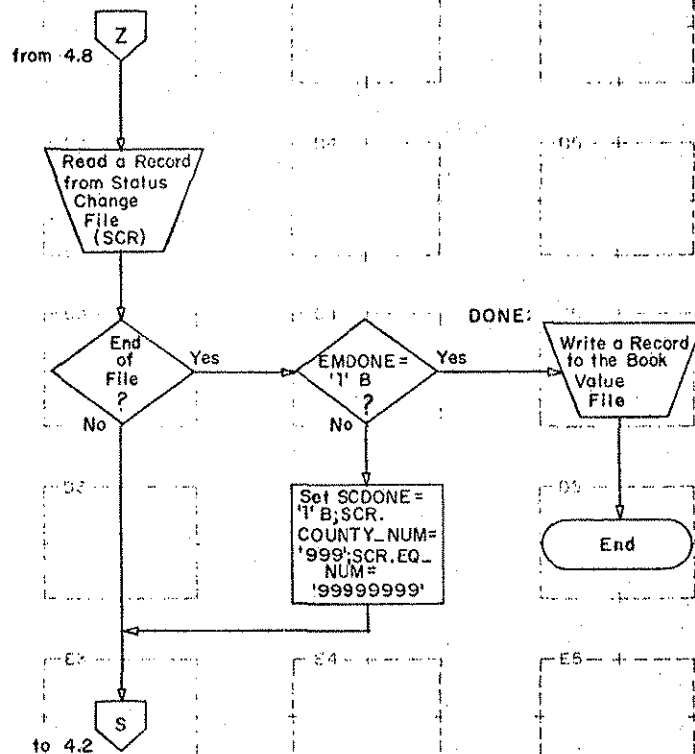 Z
from 4.8
Read a Record
from Status
Change
File
(SCR)
End
of
File
?
Yes
No
EMDONE=
'1' B
?
Yes
No
DONE:
Write a Record
to the Book
Value
File
Set SCDONE=
'1' B;SCR.
COUNTY_NUM=
'999';SCR.EQ_
NUM=
'99999999'
End
E4
E5
S
to 4.2